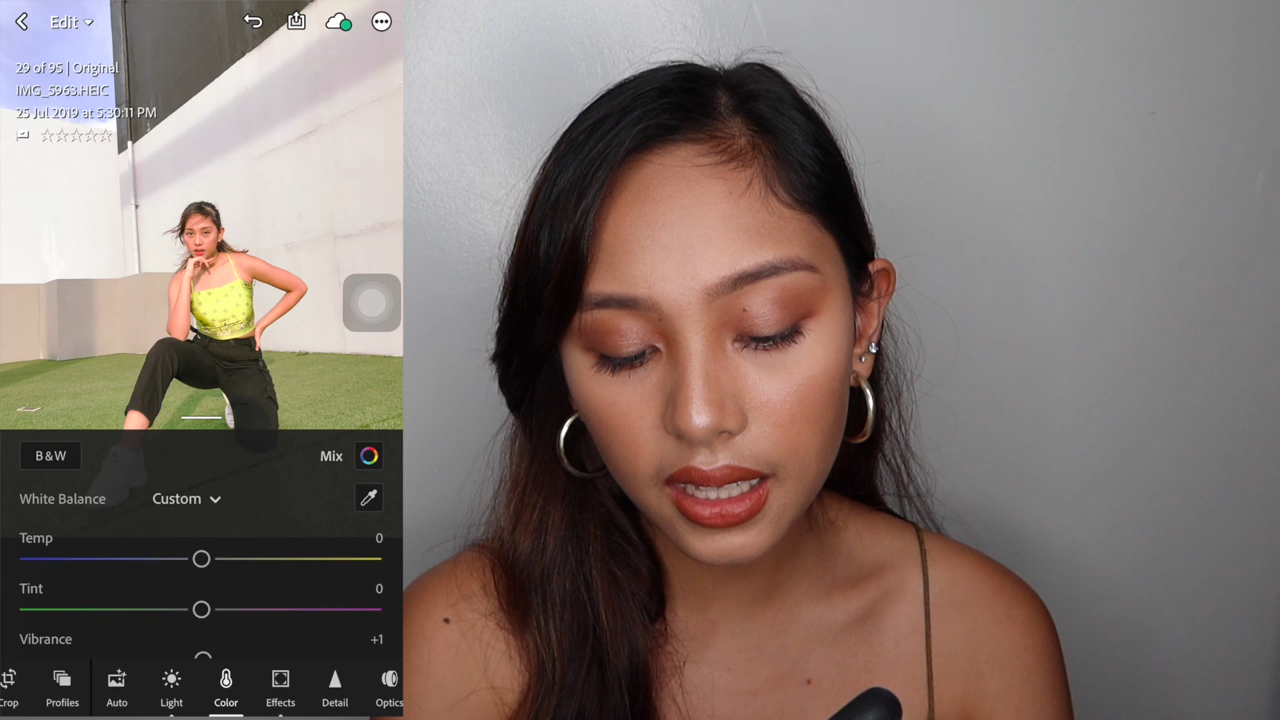 Edit
29 of 95 | Original
IMG_5963.HEIC
25 Jul 2019 at 5:30:11 PM
B&W
Mix
White Balance
Custom
Temp
0
Tint
0
Vibrance
+1
Crop
Profiles
Auto
Light
Color
Effects
Detail
Optics